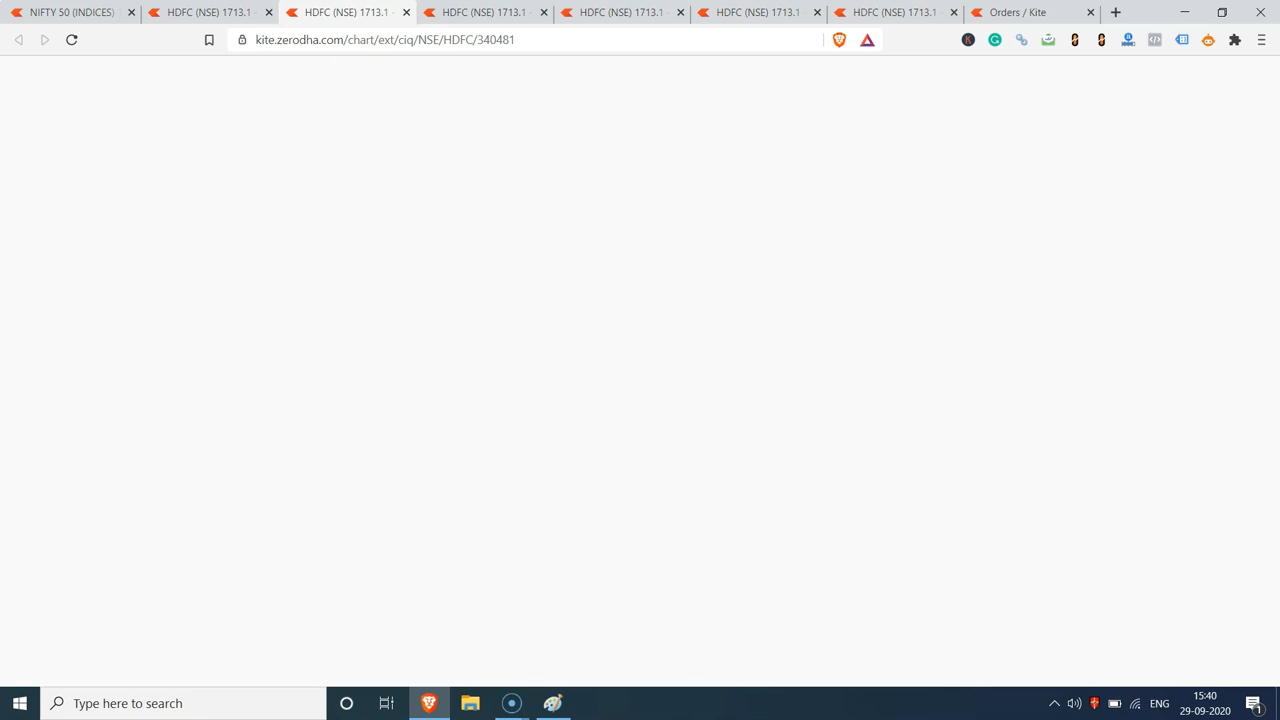 NIFTY 50 (INDICES)
HDFC (NSE) 1713.1
HDFC (NSE) 1713.1
HDFC (NSE) 1713.1
HDFC (NSE) 1713.1
HDFC (NSE) 1713.1
HDFC (NSE) 1713.1
Orders / Kite
kite.zerodha.com/chart/ext/ciq/NSE/HDFC/340481
Type here to search
ENG
15:40
29-09-2020
1